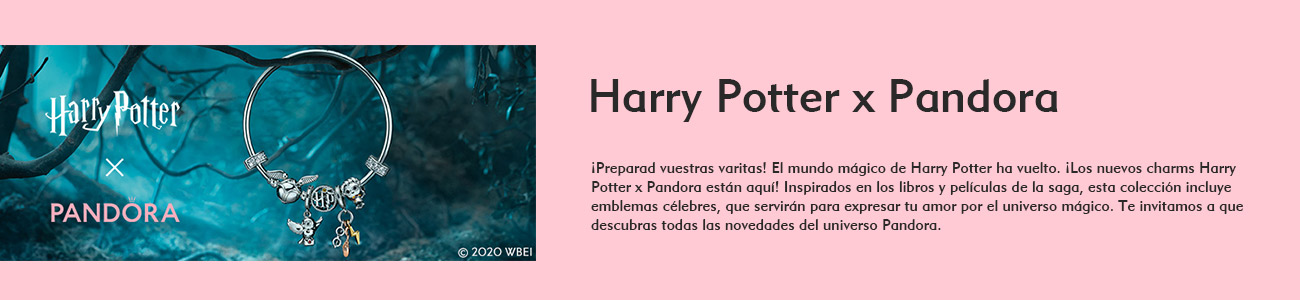 Harry Potter
X
PANDORA
HP
© 2020 WBEI
Harry Potter x Pandora
¡Preparad vuestras varitas! El mundo mágico de Harry Potter ha vuelto. ¡Los nuevos charms Harry
Potter x Pandora están aquí! Inspirados en los libros y películas de la saga, esta colección incluye
emblemas célebres, que servirán para expresar tu amor por el universo mágico. Te invitamos a que
descubras todas las novedades del universo Pandora.